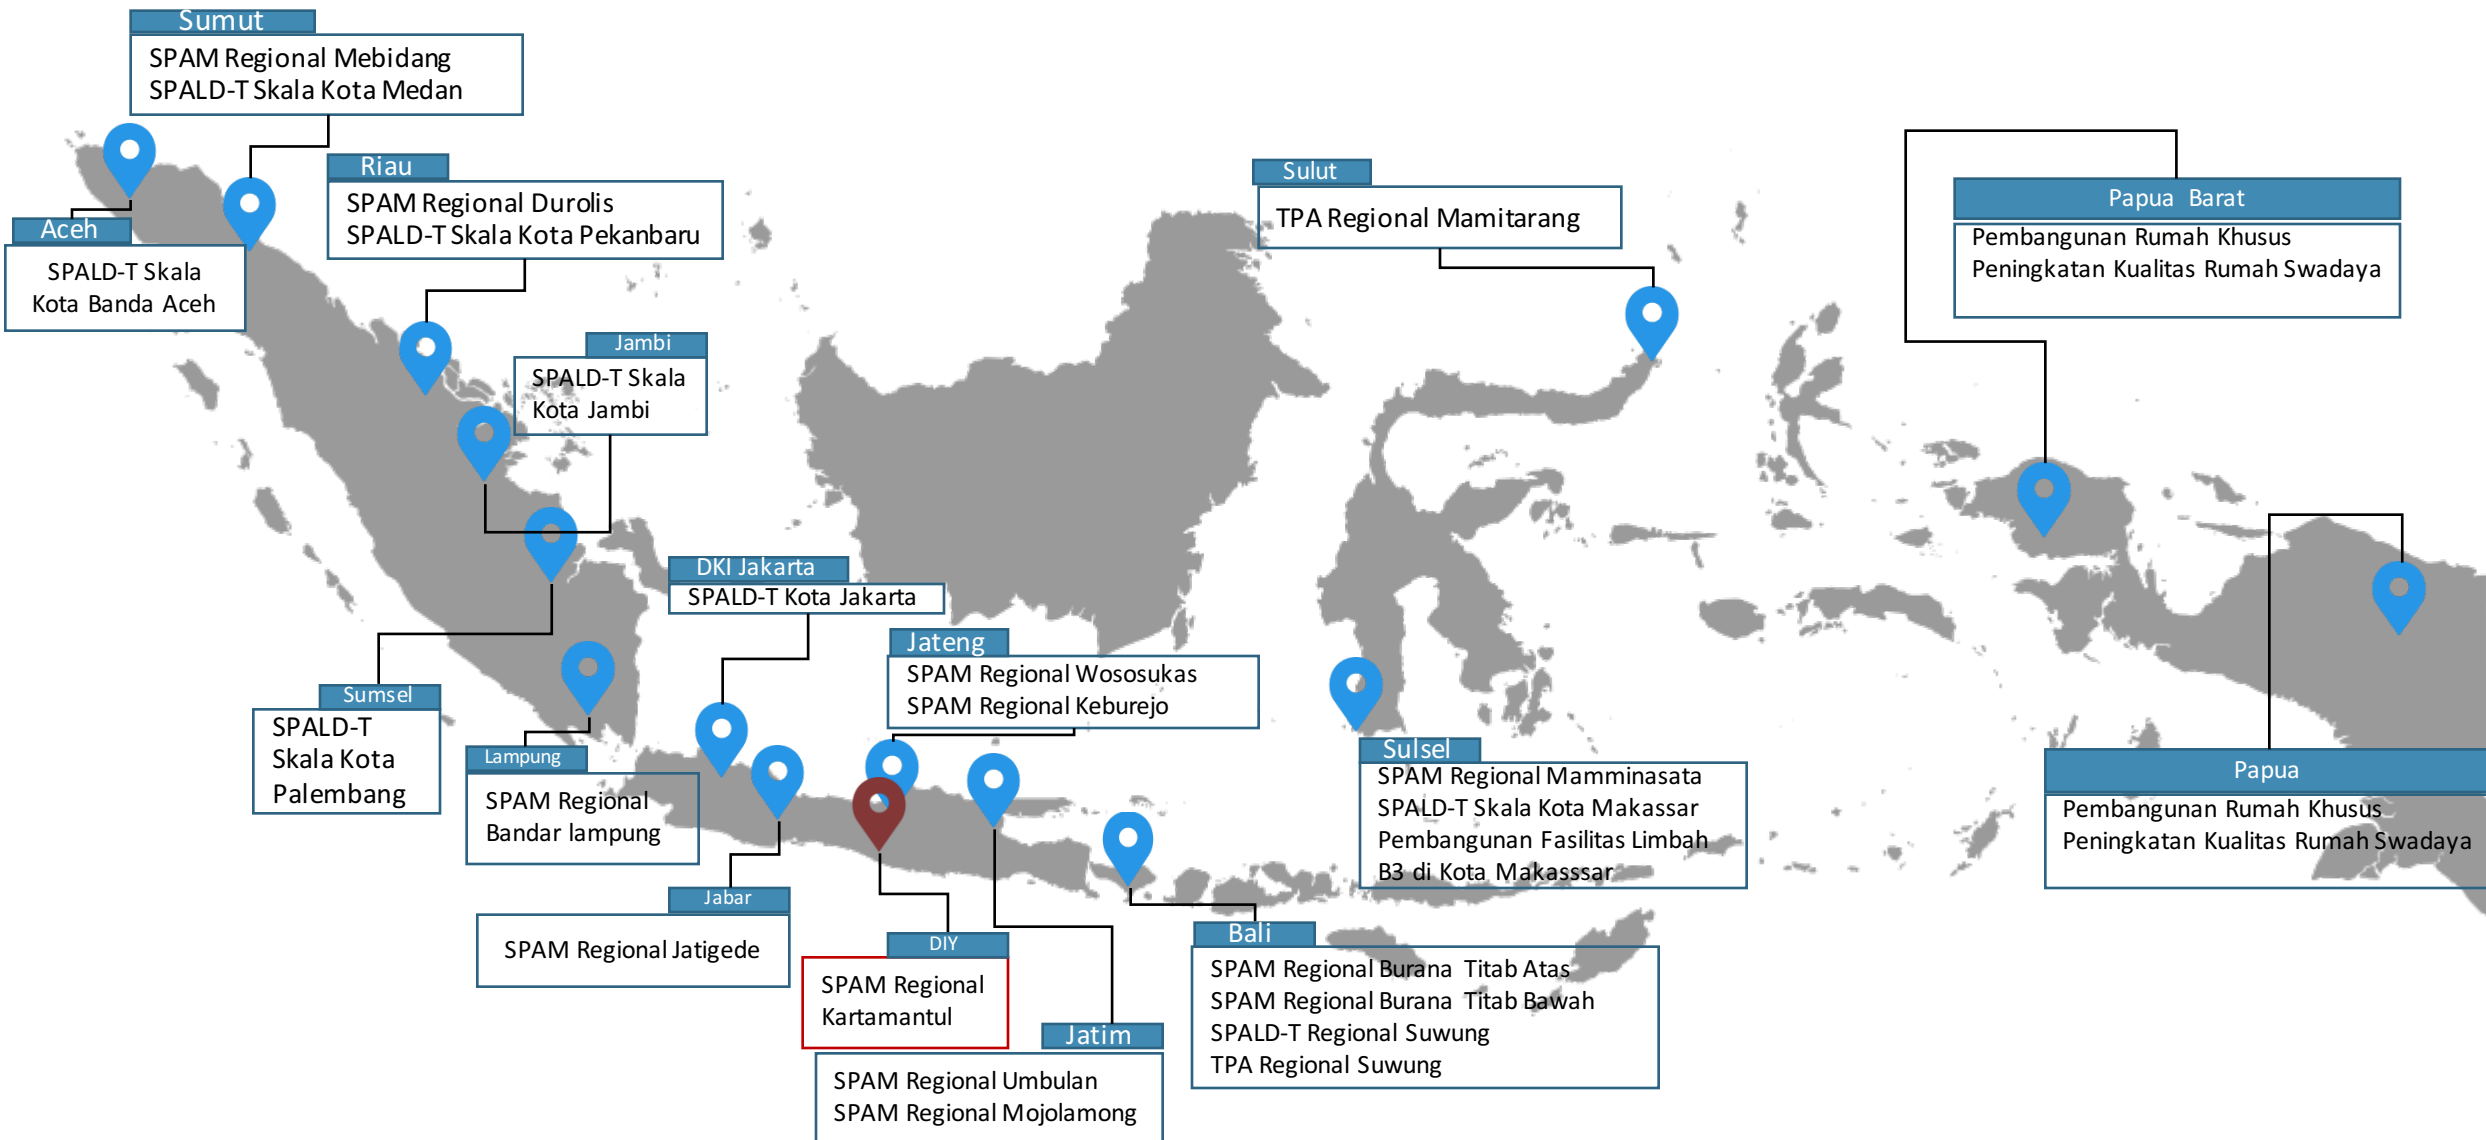 Sumut
SPAM Regional Mebidang
SPALD-T Skala Kota Medan
Riau
SPAM Regional Durolis
SPALD-T Skala Kota Pekanbaru
Aceh
SPALD-T Skala
Kota Banda Aceh
Jambi
SPALD-T Skala
Kota Jambi
Sulut
TPA Regional Mamitarang
Papua Barat
Pembangunan Rumah Khusus
Peningkatan Kualitas Rumah Swadaya
DKI Jakarta
SPALD-T Kota Jakarta
Jateng
SPAM Regional Wososukas
SPAM Regional Keburejo
Sumsel
SPALD-T
Skala Kota
Palembang
Lampung
SPAM Regional
Bandar lampung
Sulsel
SPAM Regional Mamminasata
SPALD-T Skala Kota Makassar
Pembangunan Fasilitas Limbah
B3 di Kota Makasssar
Papua
Pembangunan Rumah Khusus
Peningkatan Kualitas Rumah Swadaya
Jabar
SPAM Regional Jatigede
DIY
SPAM Regional
Kartamantul
Bali
SPAM Regional Burana Titab Atas
SPAM Regional Burana Titab Bawah
SPALD-T Regional Suwung
TPA Regional Suwung
Jatim
SPAM Regional Umbulan
SPAM Regional Mojolamong